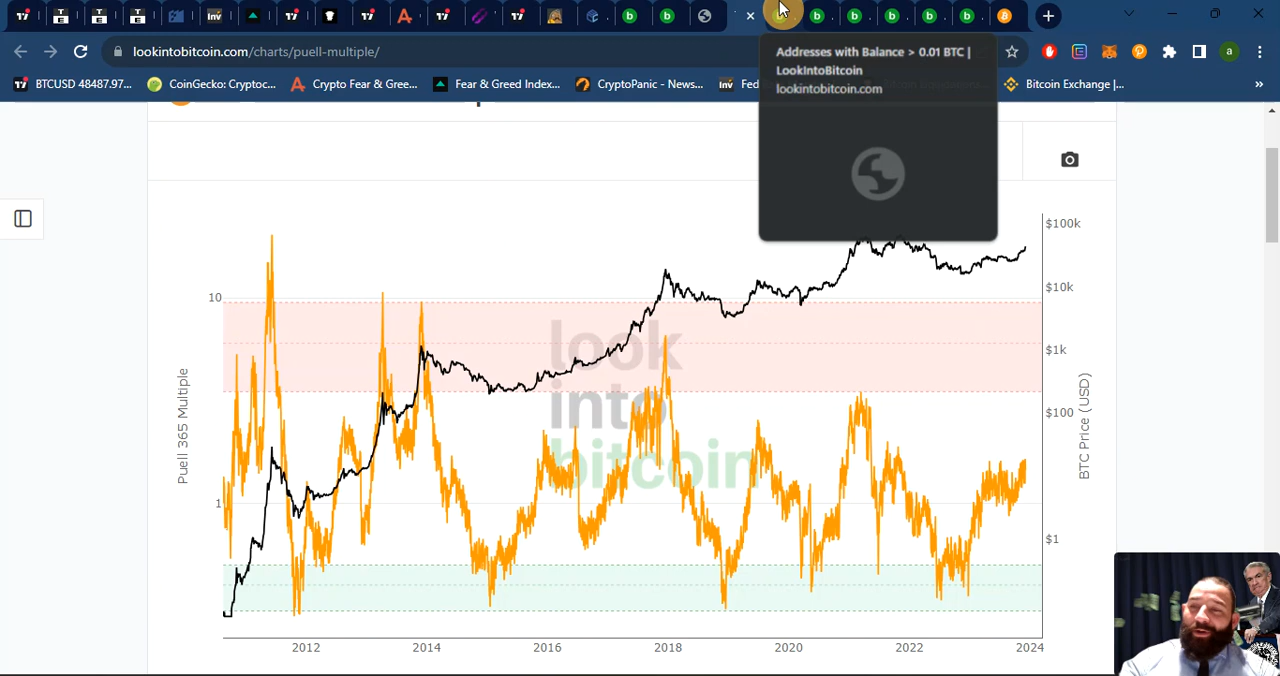 lookintobitcoin.com/charts/puell-multiple/
Addresses with Balance > 0.01 BTC |
LookIntoBitcoin
lookintobitcoin.com
BTCUSD 48487.97...
CoinGecko: Cryptoc...
Crypto Fear & Gree...
Fear & Greed Index...
CryptoPanic - News...
Fed
Bitcoin Exchange |...
»
$100k
$10k
$1k
$100
$1
BTC Price (USD)
10
1
Puell 365 Multiple
look
into
bitcoin
2012
2014
2016
2018
2020
2022
2024